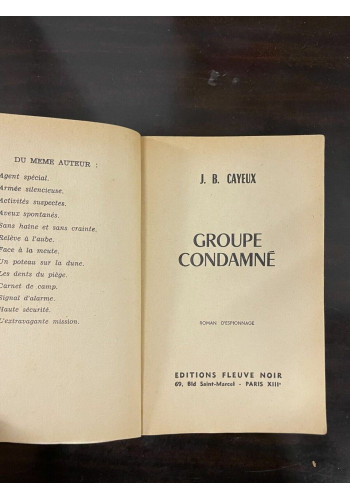 DU MEME AUTEUR :
Agent spécial.
Armée silencieuse.
Activités suspectes.
Aveux spontanés.
Sans haine et sans crainte.
Relève à l'aube.
Face à la meute.
Un poteau sur la dune.
Les dents du piège.
Carnet de camp.
Signal d'alarme.
Haute sécurité.
L'extravagante mission.
J. B. CAYEUX
GROUPE
CONDAMNÉ
ROMAN D'ESPIONNAGE
EDITIONS FLEUVE NOIR
69, Bld Saint-Marcel - PARIS XIIIe